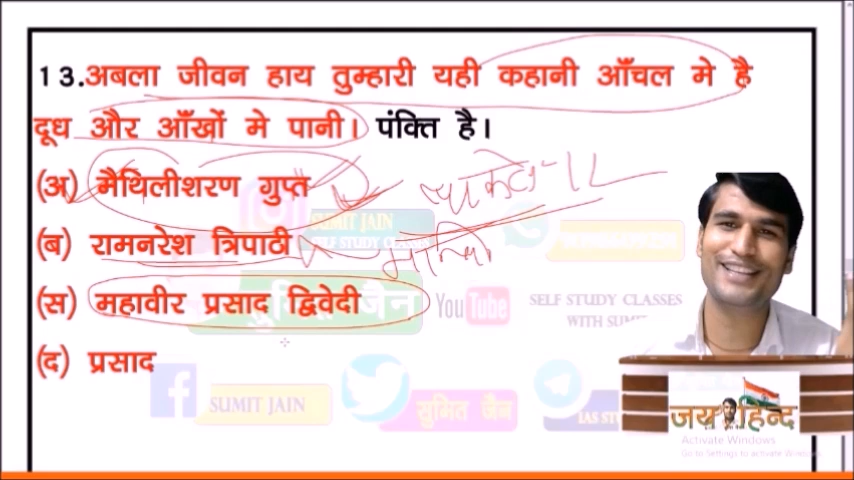 13.अबला जीवन हाय तुम्हारी यही कहानी आँचल मे है
दूध और आँखों मे पानी। पंक्ति है।
(अ) मैथिलीशरण गुप्त
(ब) रामनरेश त्रिपाठी
(स) महावीर प्रसाद द्विवेदी
(द) प्रसाद
SUMIT JAIN
SELF STUDY CLASSES
सुमित जैन
YouTube
SELF STUDY CLASSES
WITH SUMIT
SUMIT JAIN
सुमित जैन
IAS
जय हिन्द
Activate Windows
Go to Settings to activate Windows